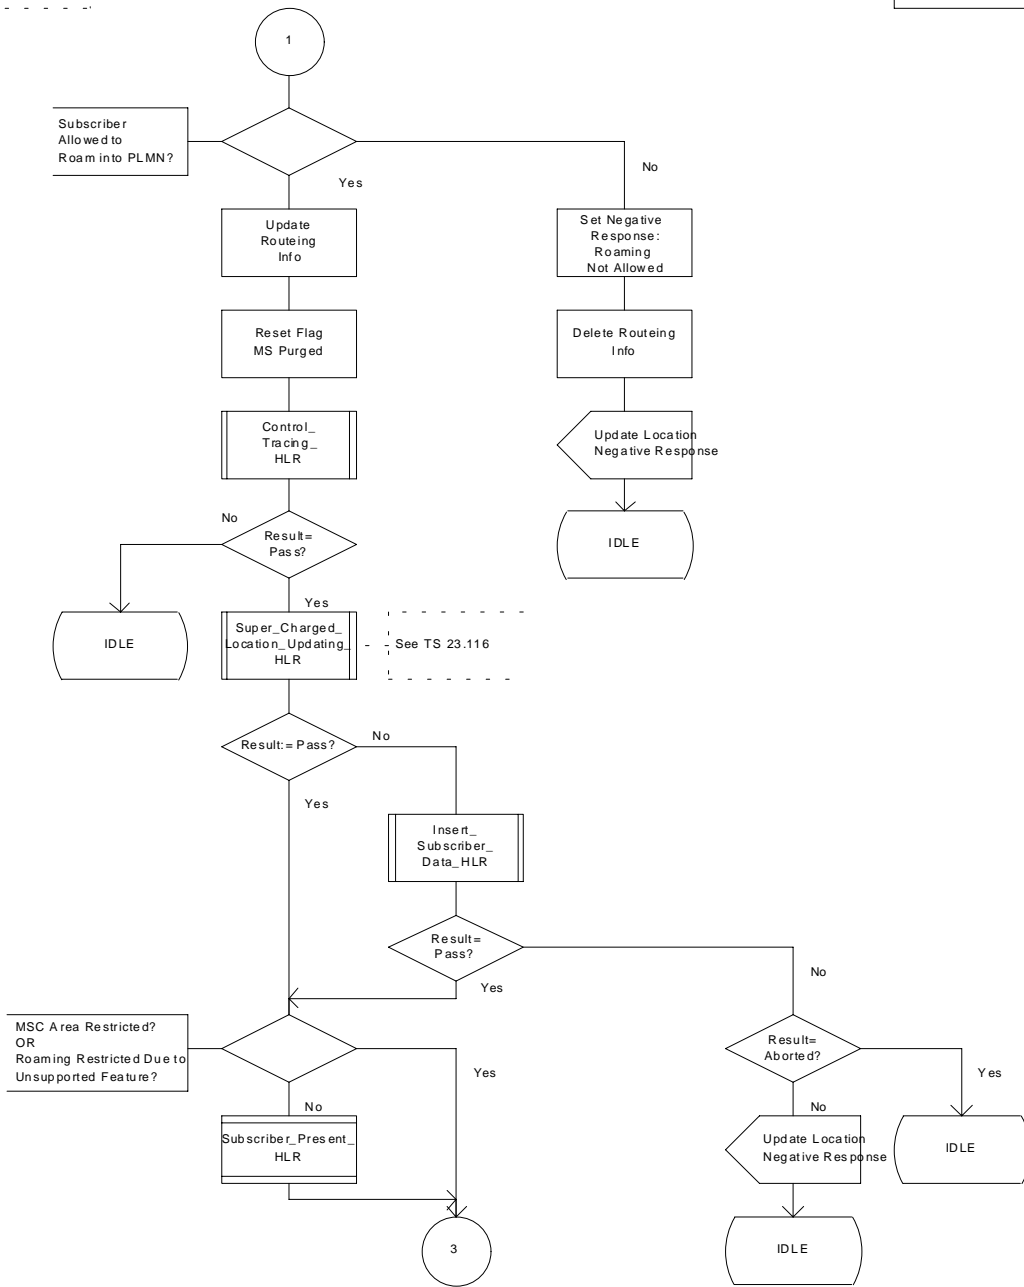 1
Subscriber
Allowed to
Roam into PLMN?
No
Yes
Update
Routeing
Info
Set Negative
Response:
Roaming
Not Allowed
Reset Flag
MS Purged
Delete Routeing
Info
Control_
Tracing_
HLR
Update Location
Negative Response
No
Result=
Pass?
IDLE
Yes
IDLE
Super_Charged_
Location_Updating_
HLR
See TS 23.116
Result:= Pass?
No
Yes
Insert_
Subscriber_
Data_HLR
Result=
Pass?
No
Yes
MSC Area Restricted?
OR
Roaming Restricted Due to
Unsupported Feature?
Yes
Result=
Aborted?
Yes
No
No
Subscriber_Present_
HLR
Update Location
Negative Response
IDLE
3
IDLE